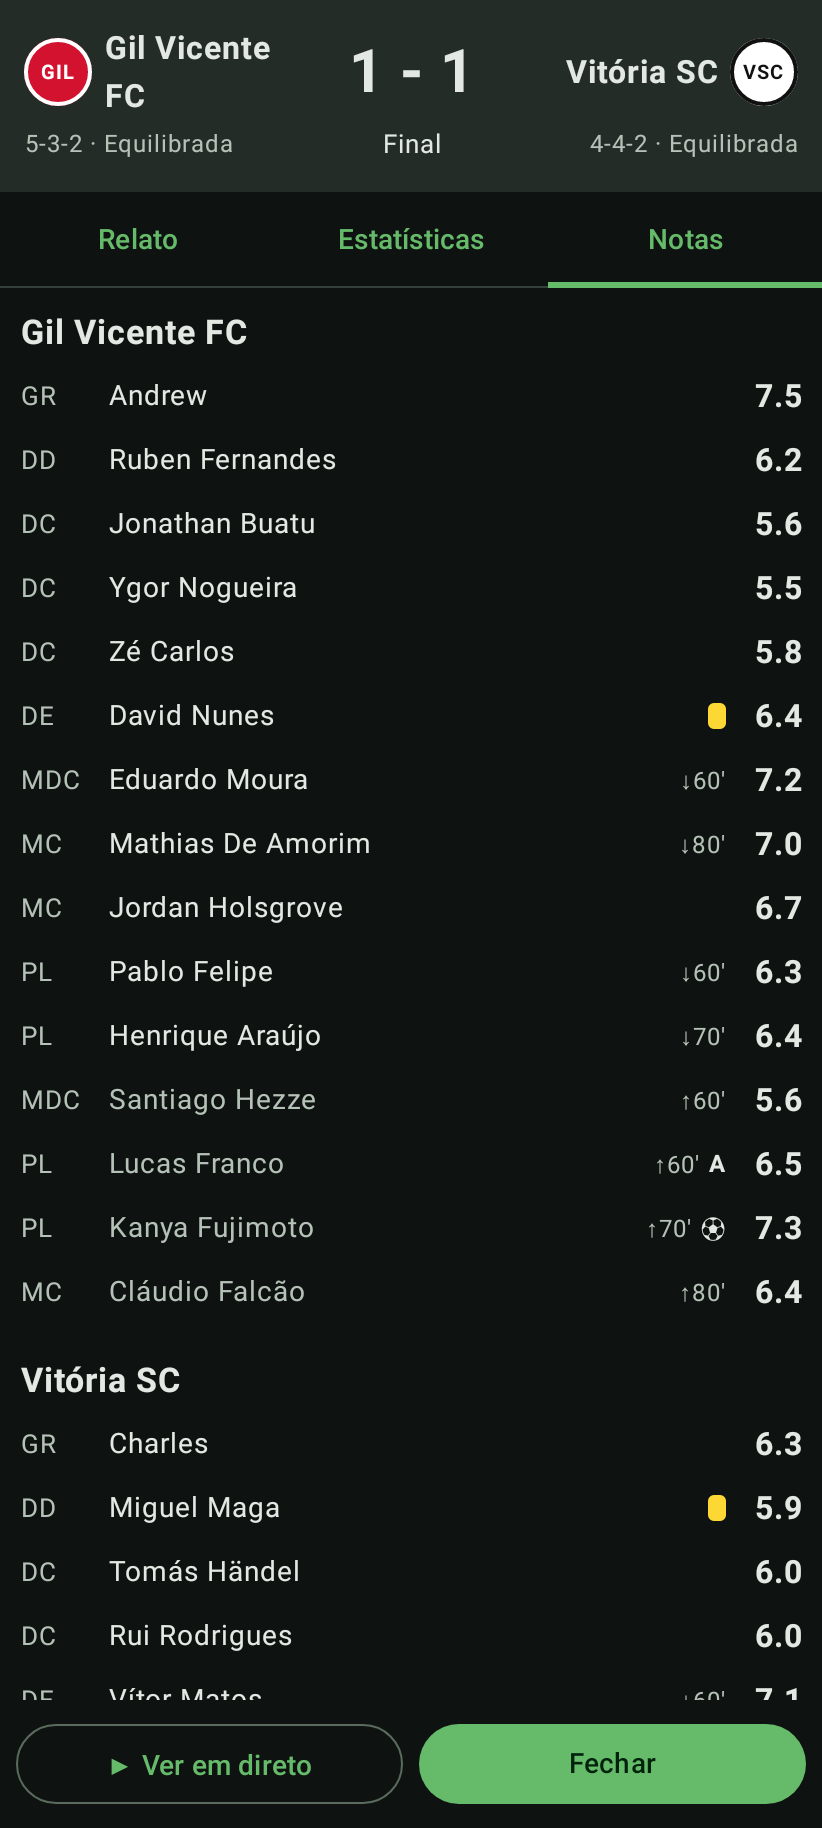 GIL
Gil Vicente FC
1 - 1
Vitória SC
VSC
5-3-2 · Equilibrada
Final
4-4-2 · Equilibrada
Relato
Estatísticas
Notas
Gil Vicente FC
GR Andrew 7.5
DD Ruben Fernandes 6.2
DC Jonathan Buatu 5.6
DC Ygor Nogueira 5.5
DC Zé Carlos 5.8
DE David Nunes 6.4
MDC Eduardo Moura ↓60' 7.2
MC Mathias De Amorim ↓80' 7.0
MC Jordan Holsgrove 6.7
PL Pablo Felipe ↓60' 6.3
PL Henrique Araújo ↓70' 6.4
MDC Santiago Hezze ↑60' 5.6
PL Lucas Franco ↑60' A 6.5
PL Kanya Fujimoto ↑70' ⚽ 7.3
MC Cláudio Falcão ↑80' 6.4
Vitória SC
GR Charles 6.3
DD Miguel Maga 5.9
DC Tomás Händel 6.0
DC Rui Rodrigues 6.0
DE Vítor Matos ↓60' 7.1
► Ver em direto
Fechar